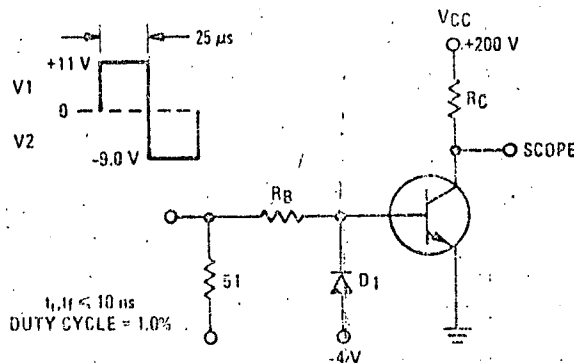 25 µs
VCC
+200 V
+11 V
V1
RC
0
V2
SCOPE
-9.0 V
RB
51
D1
tr, tf ≤ 10 ns
DUTY CYCLE = 1.0%
-4 V